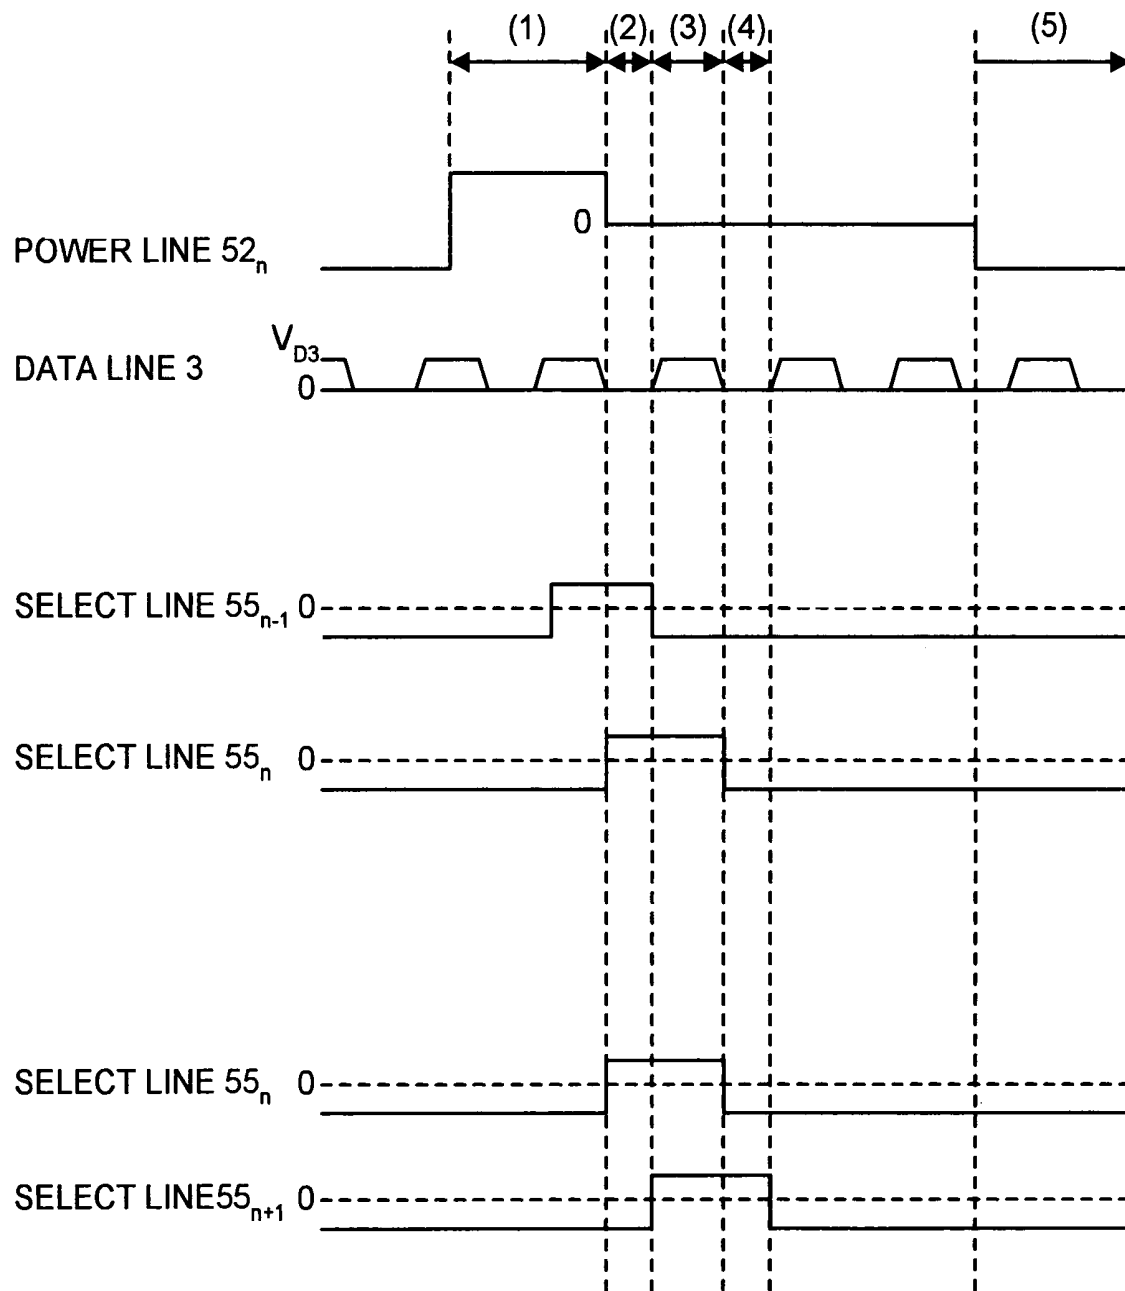 (1) (2) (3) (4) (5)
0
POWER LINE 52n
VD3
DATA LINE 3
0
SELECT LINE 55n-1 0
SELECT LINE 55n 0
SELECT LINE 55n 0
SELECT LINE55n+1 0